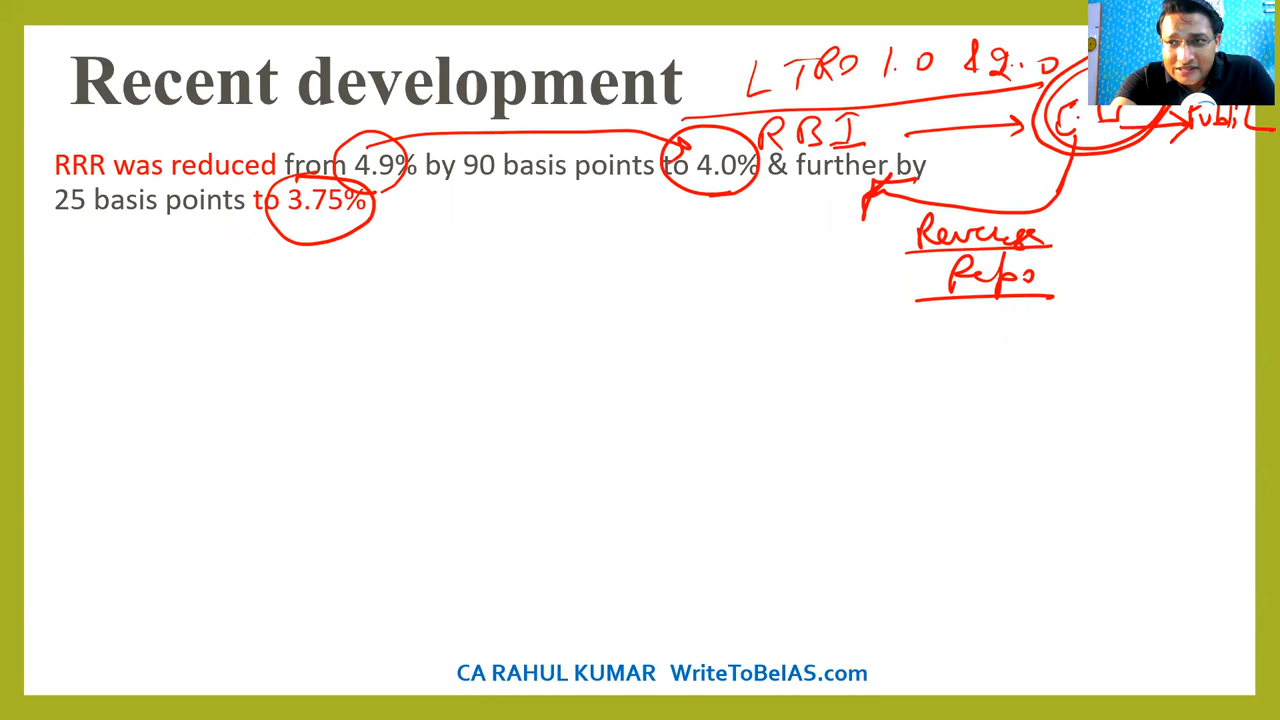 Recent development
LTRO 1.0 & 2.0
RBI
Public
RRR was reduced from 4.9% by 90 basis points to 4.0% & further by
25 basis points to 3.75%
Reverse
Repo
CA RAHUL KUMAR WriteToBeIAS.com